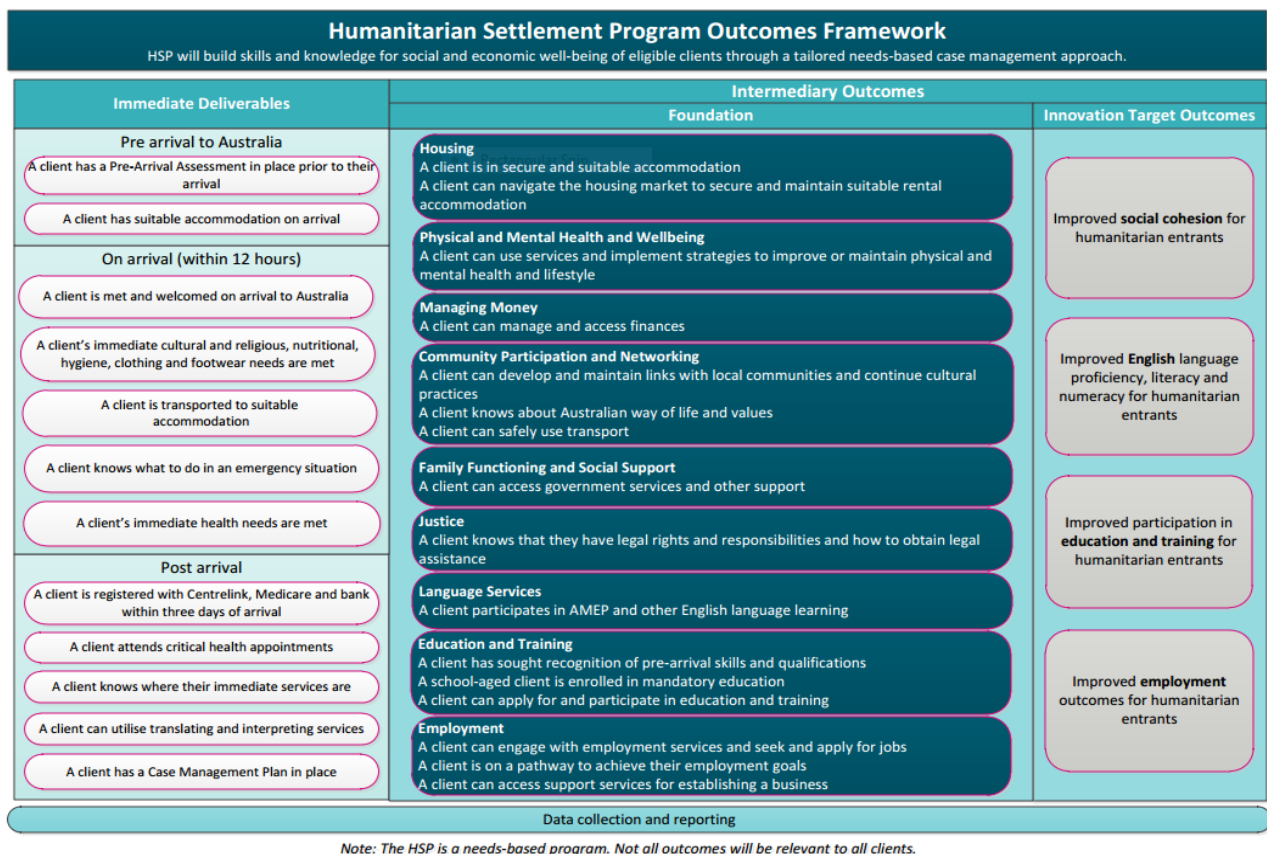 Humanitarian Settlement Program Outcomes Framework
HSP will build skills and knowledge for social and economic well-being of eligible clients through a tailored needs-based case management approach.
Immediate Deliverables
Pre arrival to Australia
A client has a Pre-Arrival Assessment in place prior to their
arrival
A client has suitable accommodation on arrival
On arrival (within 12 hours)
A client is met and welcomed on arrival to Australia
A client's immediate cultural and religious, nutritional,
hygiene, clothing and footwear needs are met
A client is transported to suitable
accommodation
A client knows what to do in an emergency situation
A client's immediate health needs are met
Post arrival
A client is registered with Centrelink, Medicare and bank
within three days of arrival
A client attends critical health appointments
A client knows where their immediate services are
A client can utilise translating and interpreting services
A client has a Case Management Plan in place
Intermediary Outcomes
Foundation
Housing
A client is in secure and suitable accommodation
A client can navigate the housing market to secure and maintain suitable rental
accommodation
Physical and Mental Health and Wellbeing
A client can use services and implement strategies to improve or maintain physical and
mental health and lifestyle
Managing Money
A client can manage and access finances
Community Participation and Networking
A client can develop and maintain links with local communities and continue cultural
practices
A client knows about Australian way of life and values
A client can safely use transport
Family Functioning and Social Support
A client can access government services and other support
Justice
A client knows that they have legal rights and responsibilities and how to obtain legal
assistance
Language Services
A client participates in AMEP and other English language learning
Education and Training
A client has sought recognition of pre-arrival skills and qualifications
A school-aged client is enrolled in mandatory education
A client can apply for and participate in education and training
Employment
A client can engage with employment services and seek and apply for jobs
A client is on a pathway to achieve their employment goals
A client can access support services for establishing a business
Innovation Target Outcomes
Improved social cohesion for
humanitarian entrants
Improved English language
proficiency, literacy and
numeracy for humanitarian
entrants
Improved participation in
education and training for
humanitarian entrants
Improved employment
outcomes for humanitarian
entrants
Data collection and reporting
Note: The HSP is a needs-based program. Not all outcomes will be relevant to all clients.